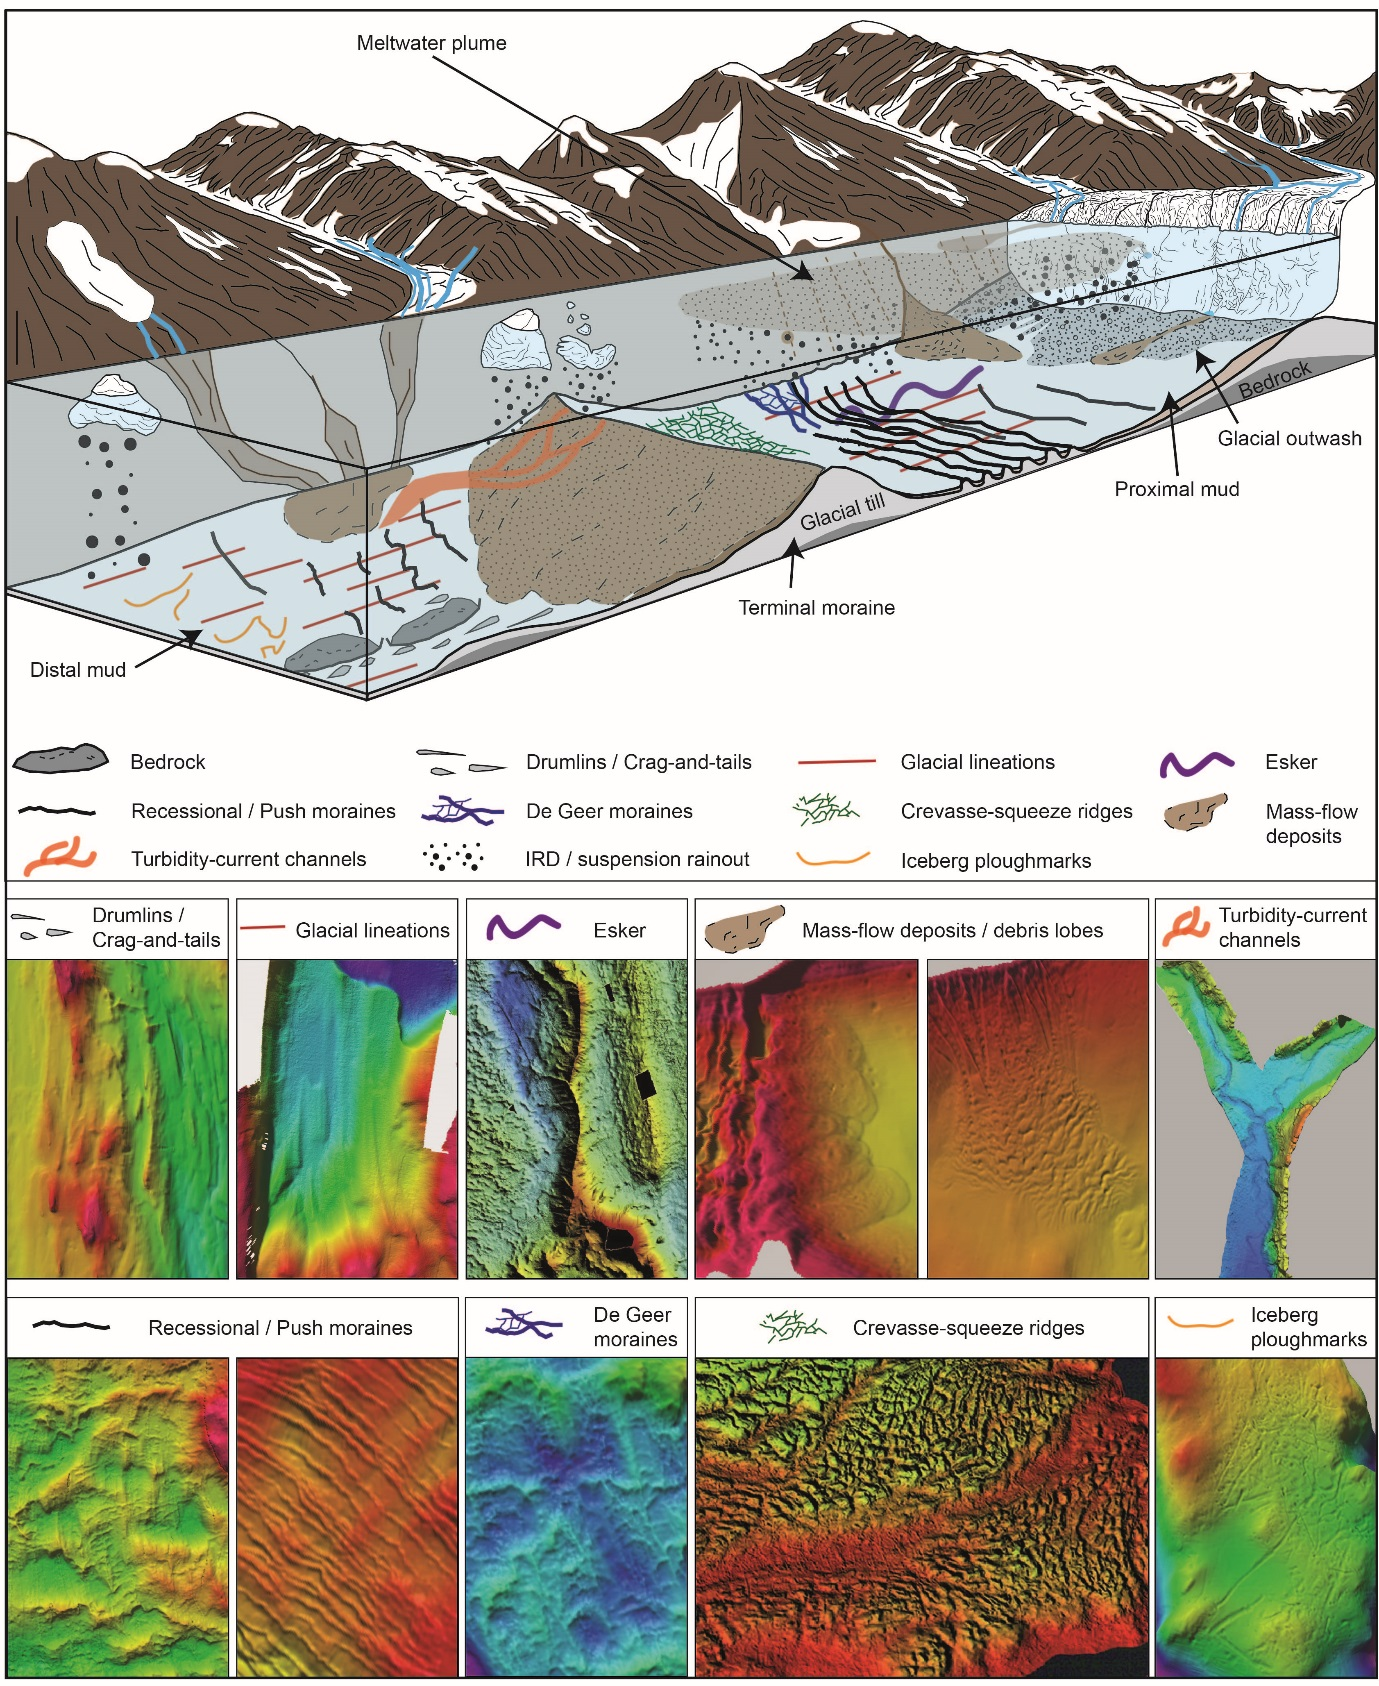 Meltwater plume
Bedrock
Glacial outwash
Proximal mud
Glacial till
Terminal moraine
Distal mud
Bedrock
Drumlins / Crag-and-tails
Glacial lineations
Esker
Recessional / Push moraines
De Geer moraines
Crevasse-squeeze ridges
Mass-flow
deposits
Turbidity-current channels
IRD / suspension rainout
Iceberg ploughmarks
Drumlins /
Crag-and-tails
Glacial lineations
Esker
Mass-flow deposits / debris lobes
Turbidity-current
channels
Recessional / Push moraines
De Geer
moraines
Crevasse-squeeze ridges
Iceberg
ploughmarks